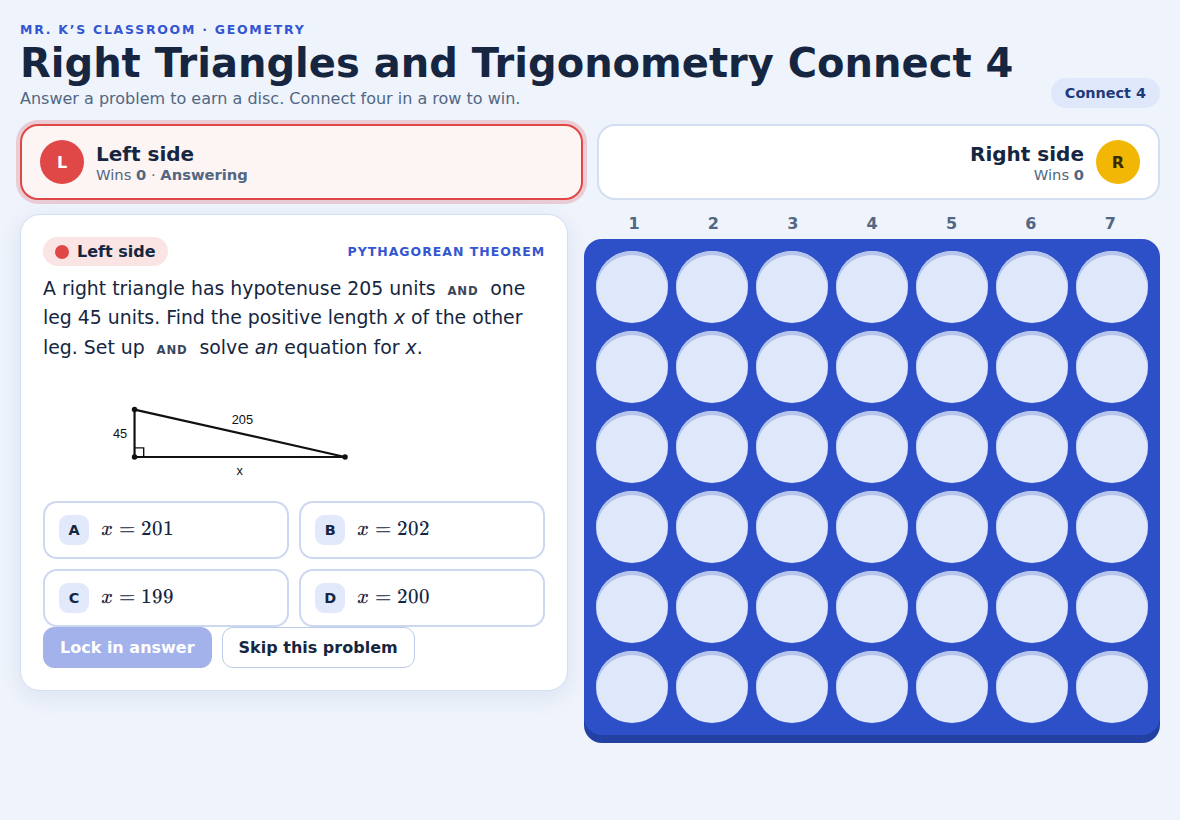 MR. K'S CLASSROOM · GEOMETRY
Right Triangles and Trigonometry Connect 4
Answer a problem to earn a disc. Connect four in a row to win.
Connect 4
L
Left side
Wins 0 · Answering
Right side
Wins 0
R
Left side
PYTHAGOREAN THEOREM
A right triangle has hypotenuse 205 units AND one
leg 45 units. Find the positive length x of the other
leg. Set up AND solve an equation for x.
205
45
x
A x = 201
B x = 202
C x = 199
D x = 200
Lock in answer
Skip this problem
1 2 3 4 5 6 7